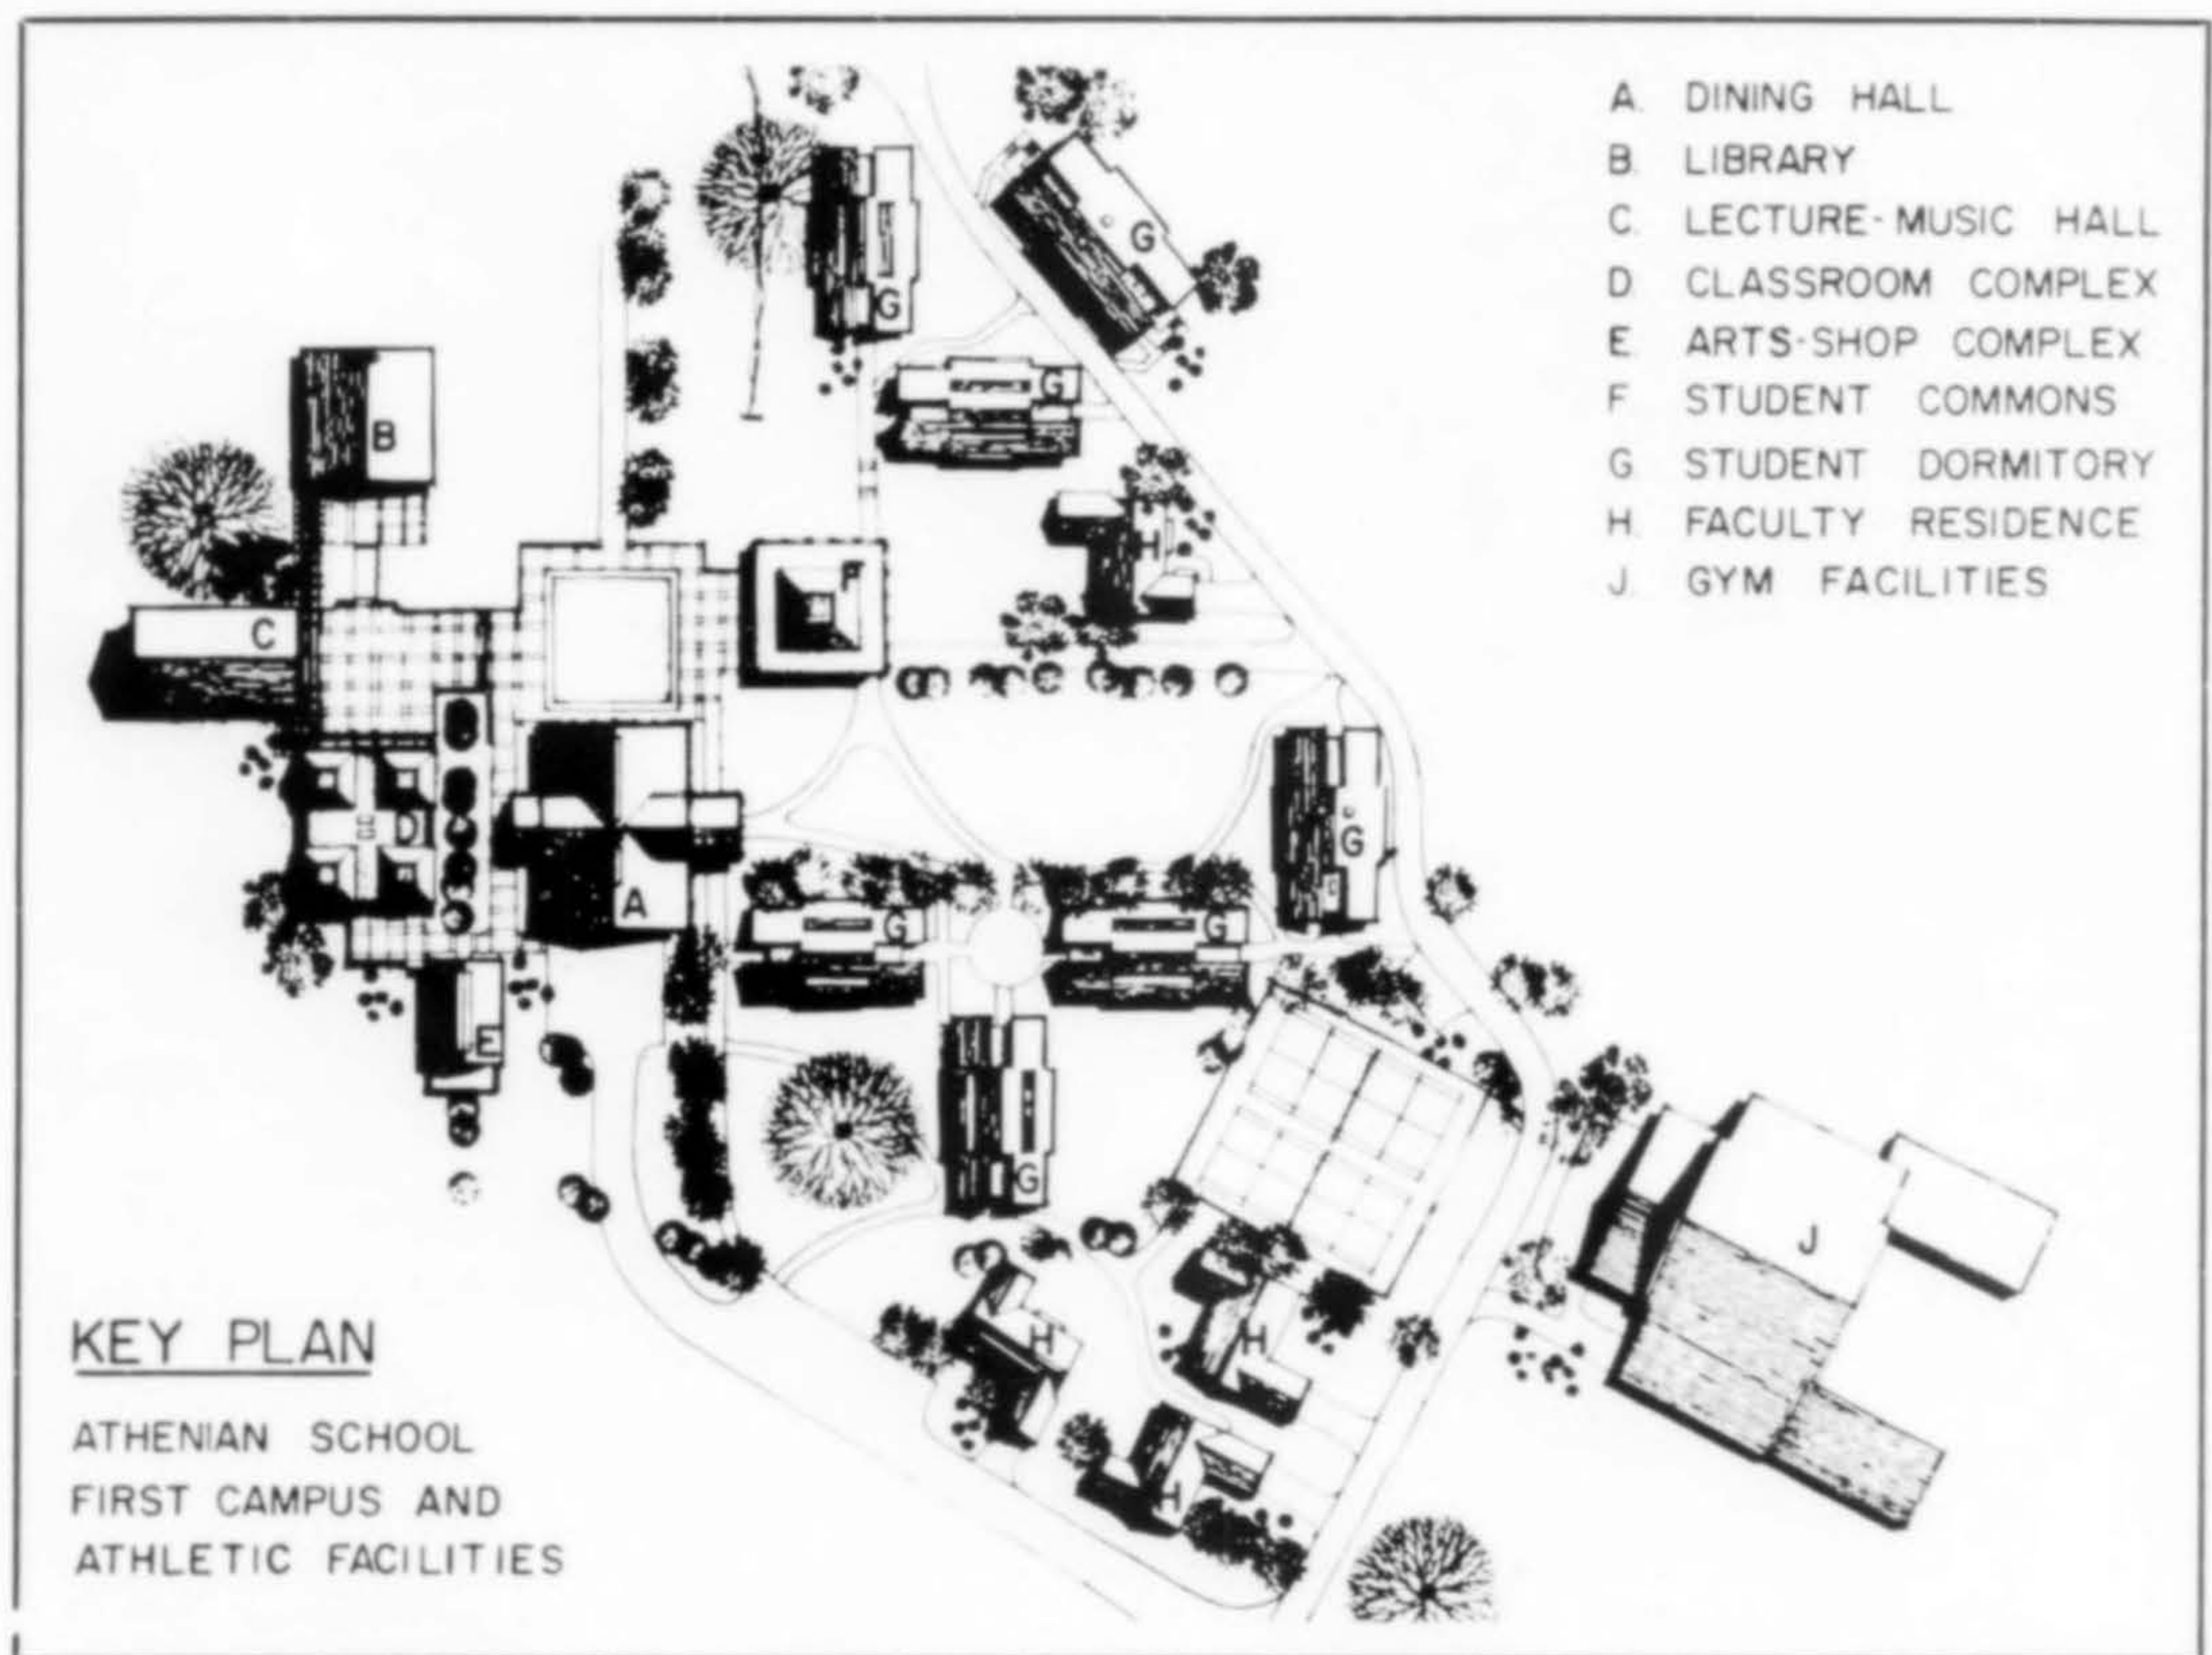 A. DINING HALL
B. LIBRARY
C. LECTURE-MUSIC HALL
D. CLASSROOM COMPLEX
E. ARTS-SHOP COMPLEX
F. STUDENT COMMONS
G. STUDENT DORMITORY
H. FACULTY RESIDENCE
J. GYM FACILITIES
G
G
G
B
H
F
C
G
D
A
G
G
E
G
J
H
H
H
KEY PLAN
ATHENIAN SCHOOL
FIRST CAMPUS AND
ATHLETIC FACILITIES